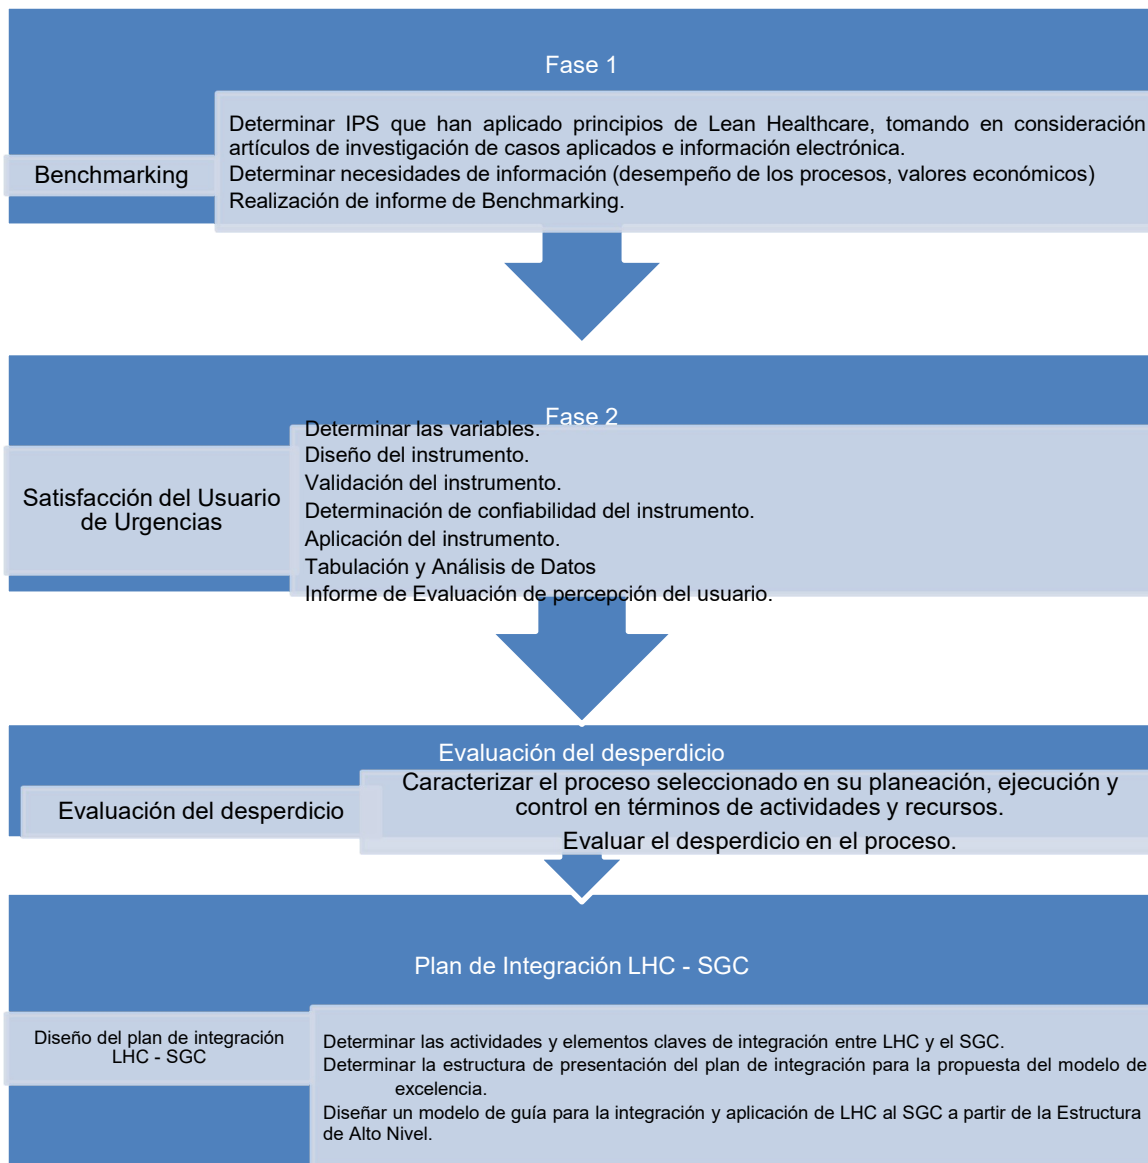 Fase 1
Benchmarking
Determinar IPS que han aplicado principios de Lean Healthcare, tomando en consideración
artículos de investigación de casos aplicados e información electrónica.
Determinar necesidades de información (desempeño de los procesos, valores económicos)
Realización de informe de Benchmarking.
Fase 2
Satisfacción del Usuario
de Urgencias
Determinar las variables.
Diseño del instrumento.
Validación del instrumento.
Determinación de confiabilidad del instrumento.
Aplicación del instrumento.
Tabulación y Análisis de Datos
Informe de Evaluación de percepción del usuario.
Evaluación del desperdicio
Evaluación del desperdicio
Caracterizar el proceso seleccionado en su planeación, ejecución y
control en términos de actividades y recursos.
Evaluar el desperdicio en el proceso.
Plan de Integración LHC - SGC
Diseño del plan de integración
LHC - SGC
Determinar las actividades y elementos claves de integración entre LHC y el SGC.
Determinar la estructura de presentación del plan de integración para la propuesta del modelo de
excelencia.
Diseñar un modelo de guía para la integración y aplicación de LHC al SGC a partir de la Estructura
de Alto Nivel.